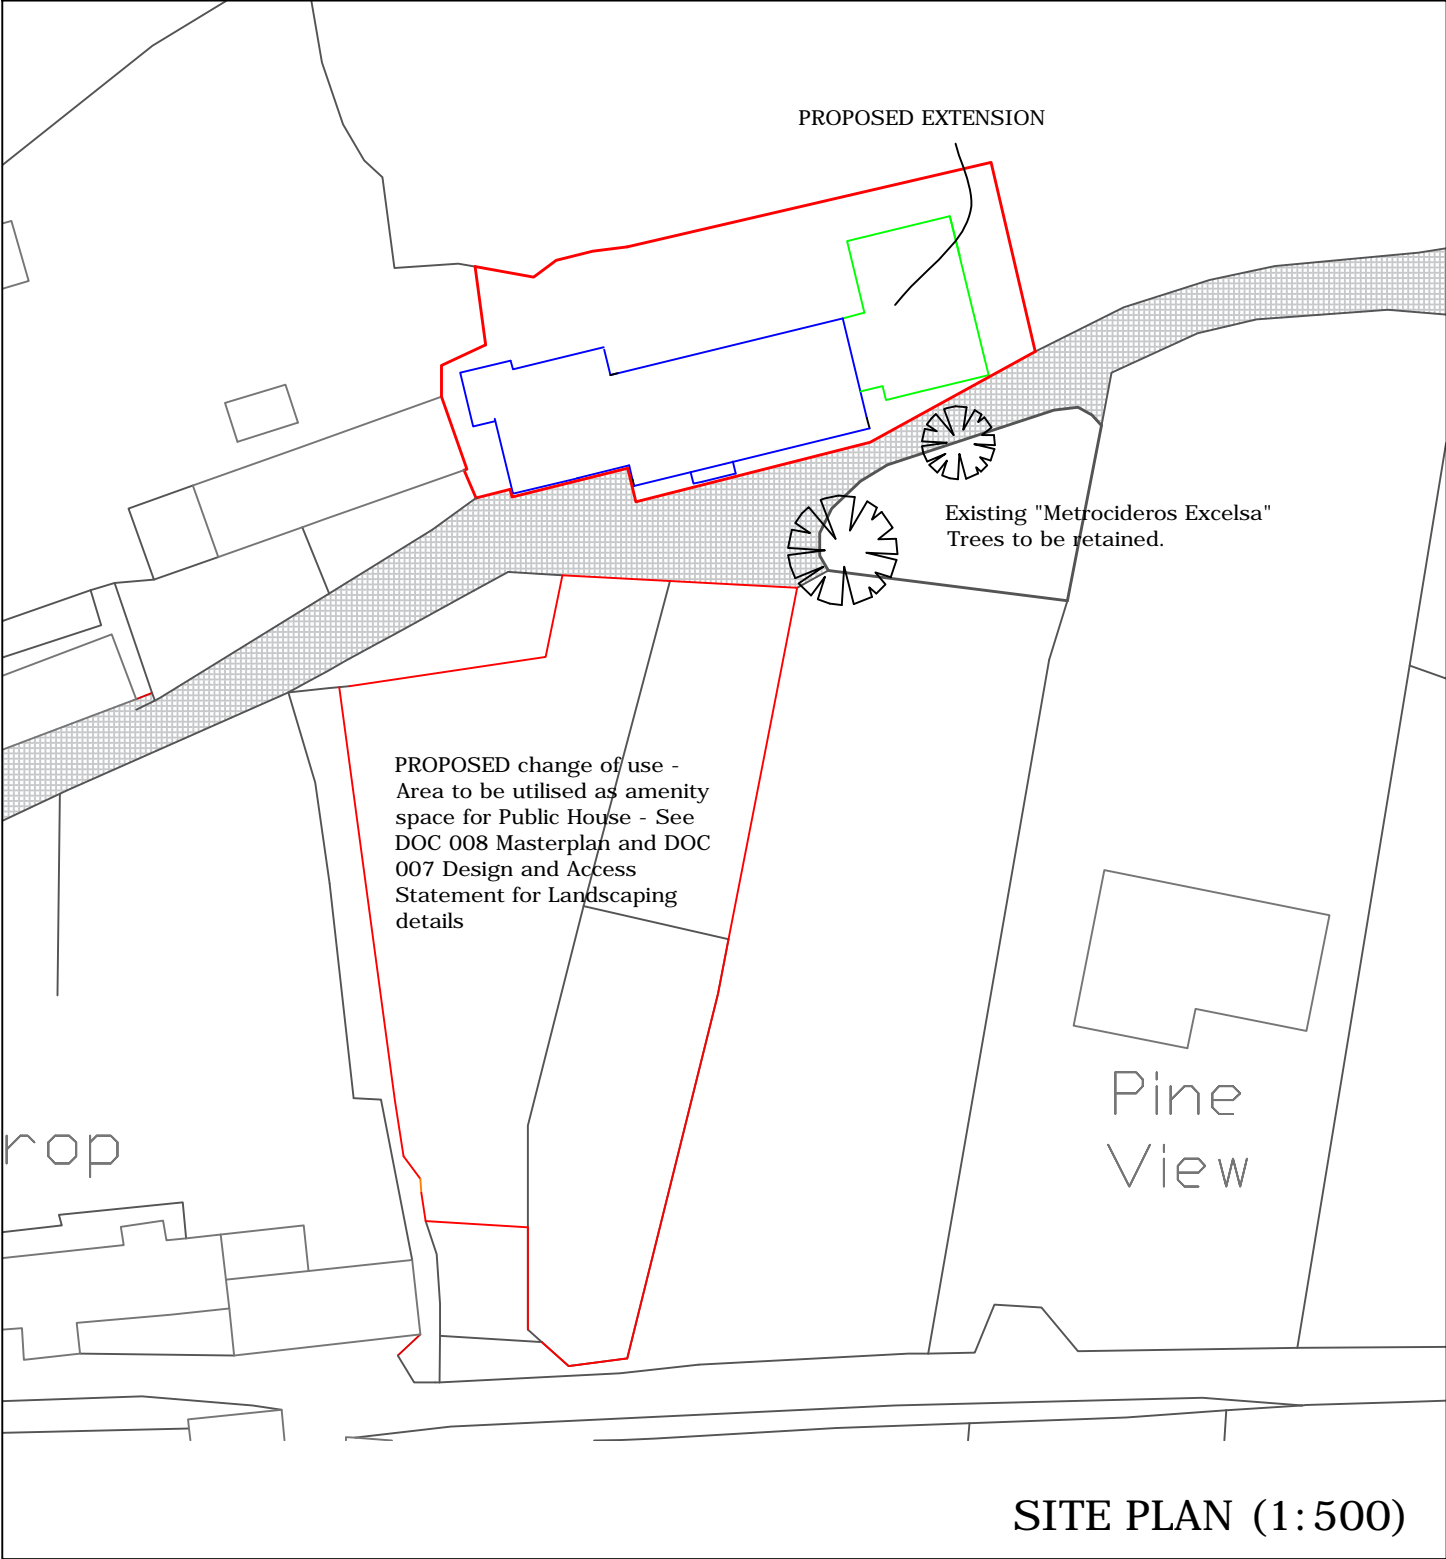 PROPOSED EXTENSION
Existing "Metrocideros Excelsa"
Trees to be retained.
PROPOSED change of use -
Area to be utilised as amenity
space for Public House - See
DOC 008 Masterplan and DOC
007 Design and Access
Statement for Landscaping
details
Pine
View
rop
SITE PLAN (1:500)